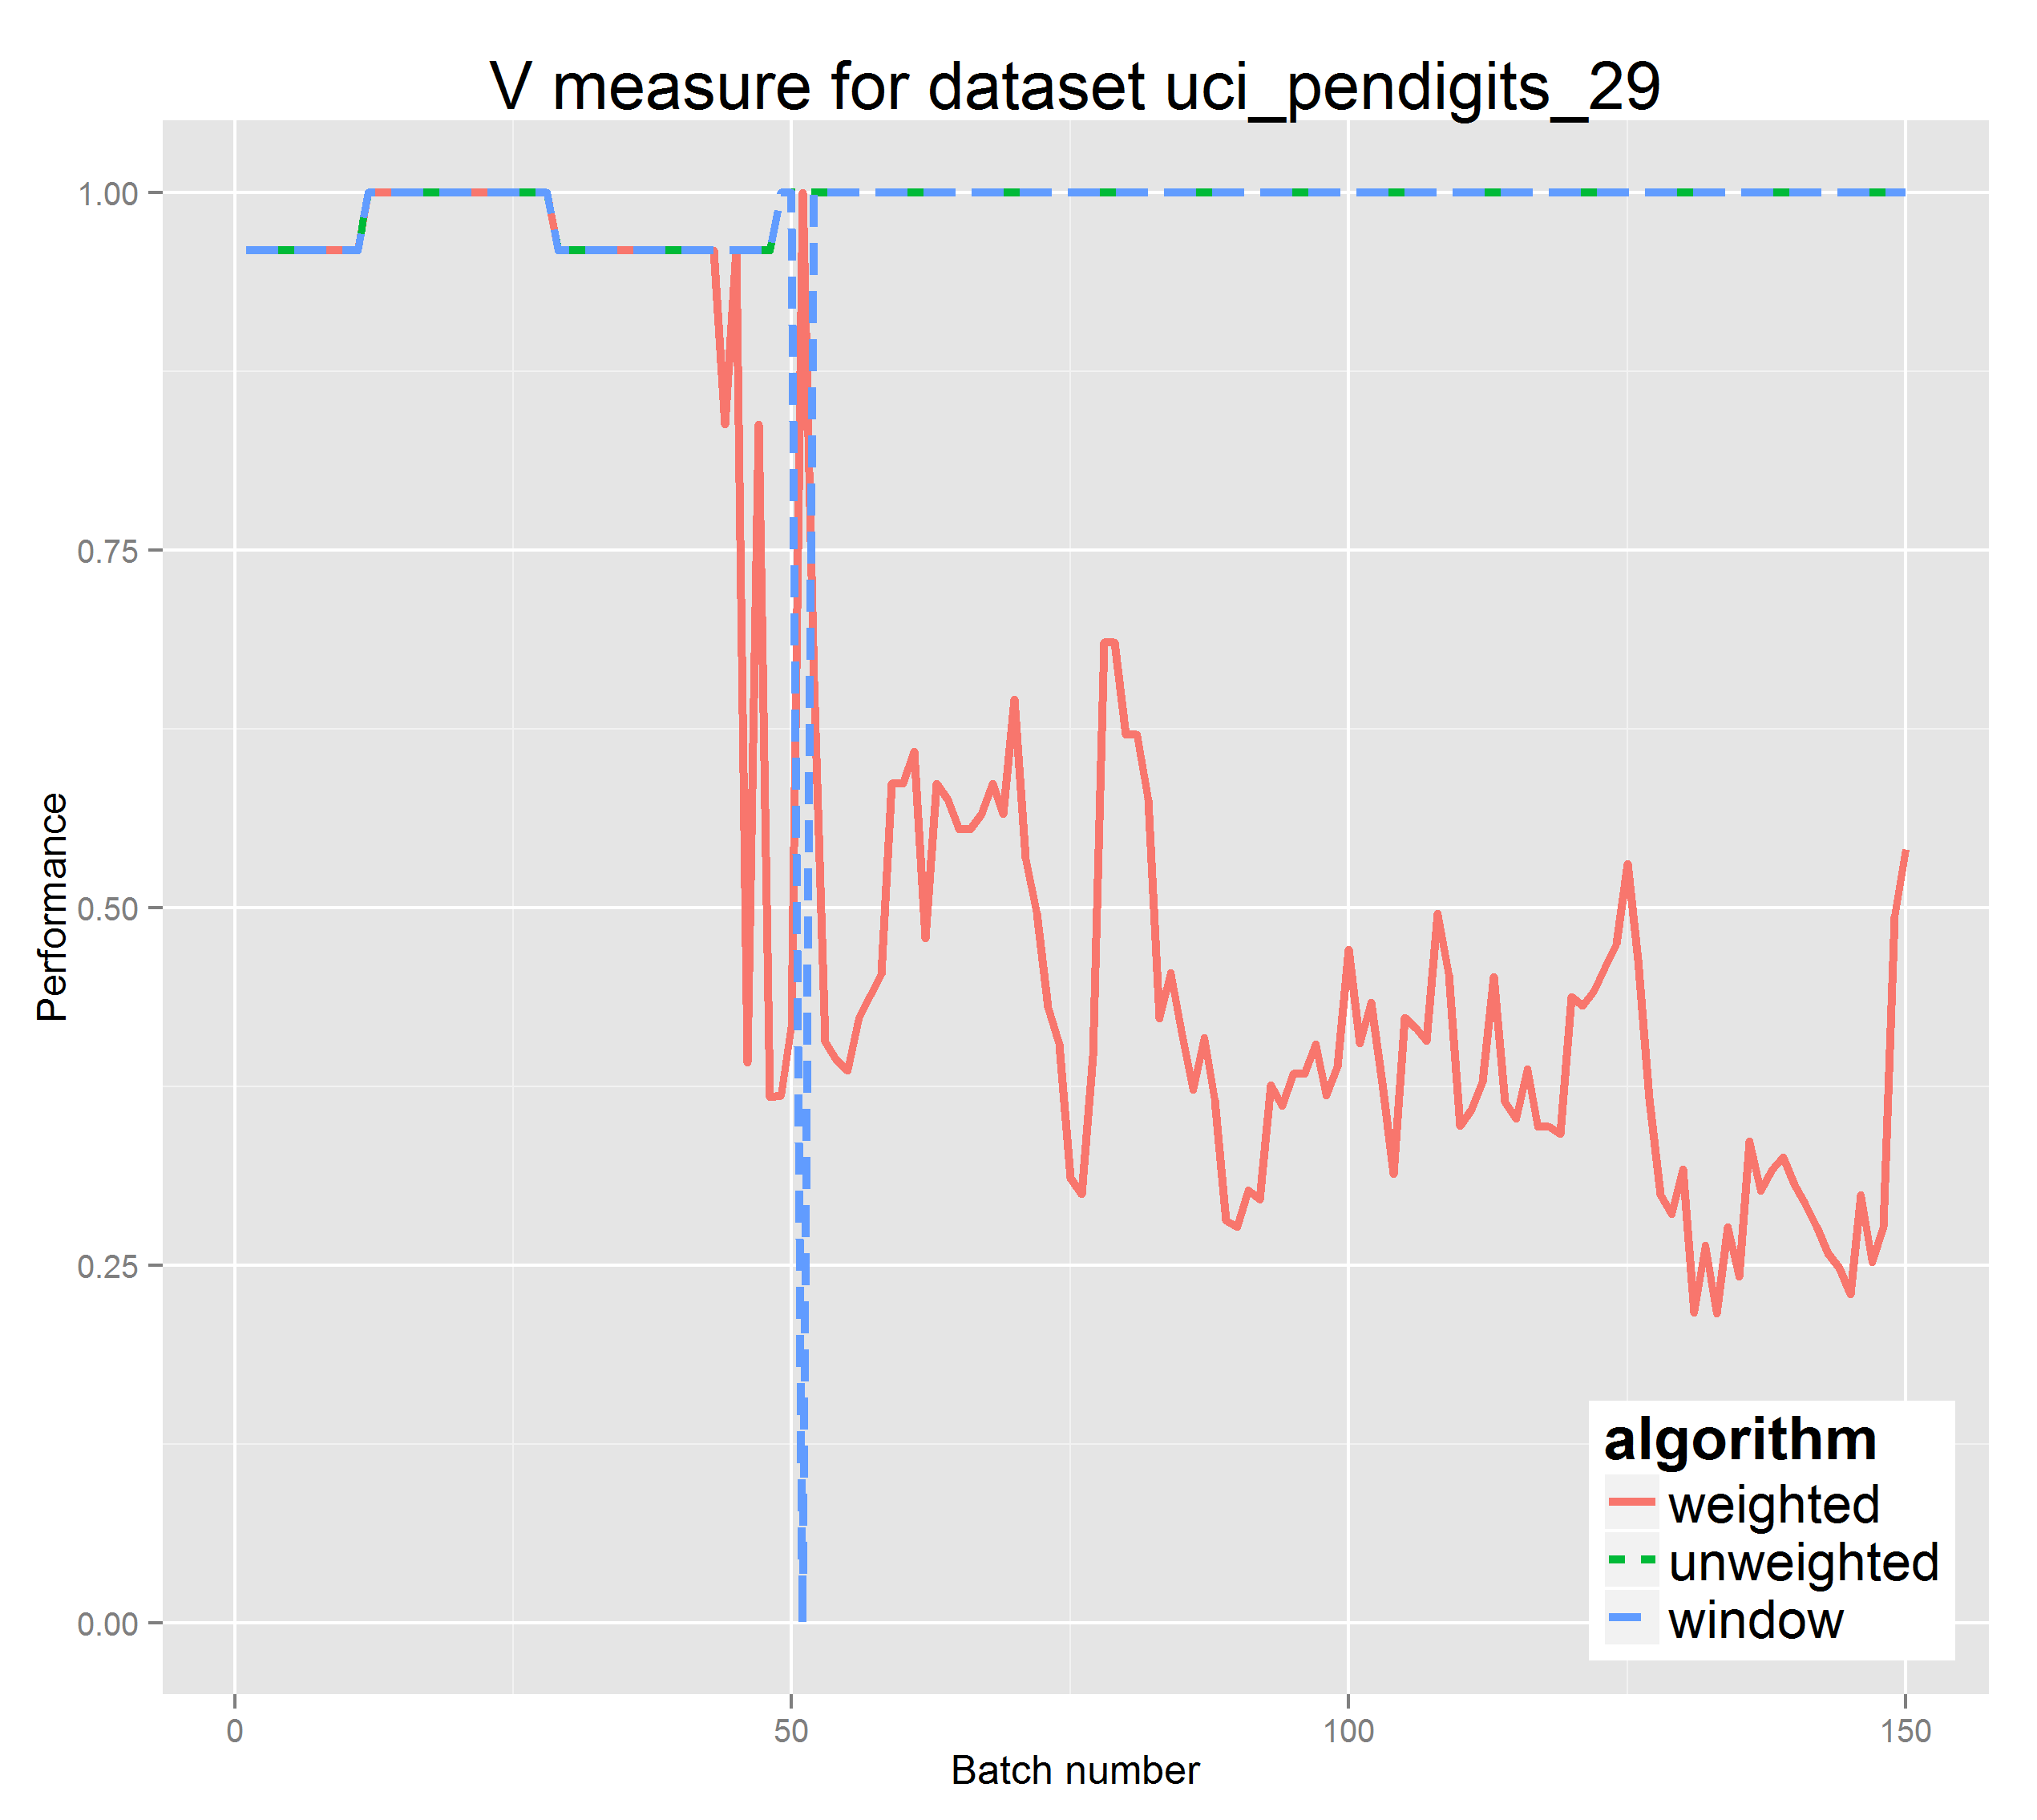 V measure for dataset uci_pendigits_29
1.00
0.75
0.50
0.25
0.00
Performance
0
50
100
150
Batch number
algorithm
weighted
unweighted
window